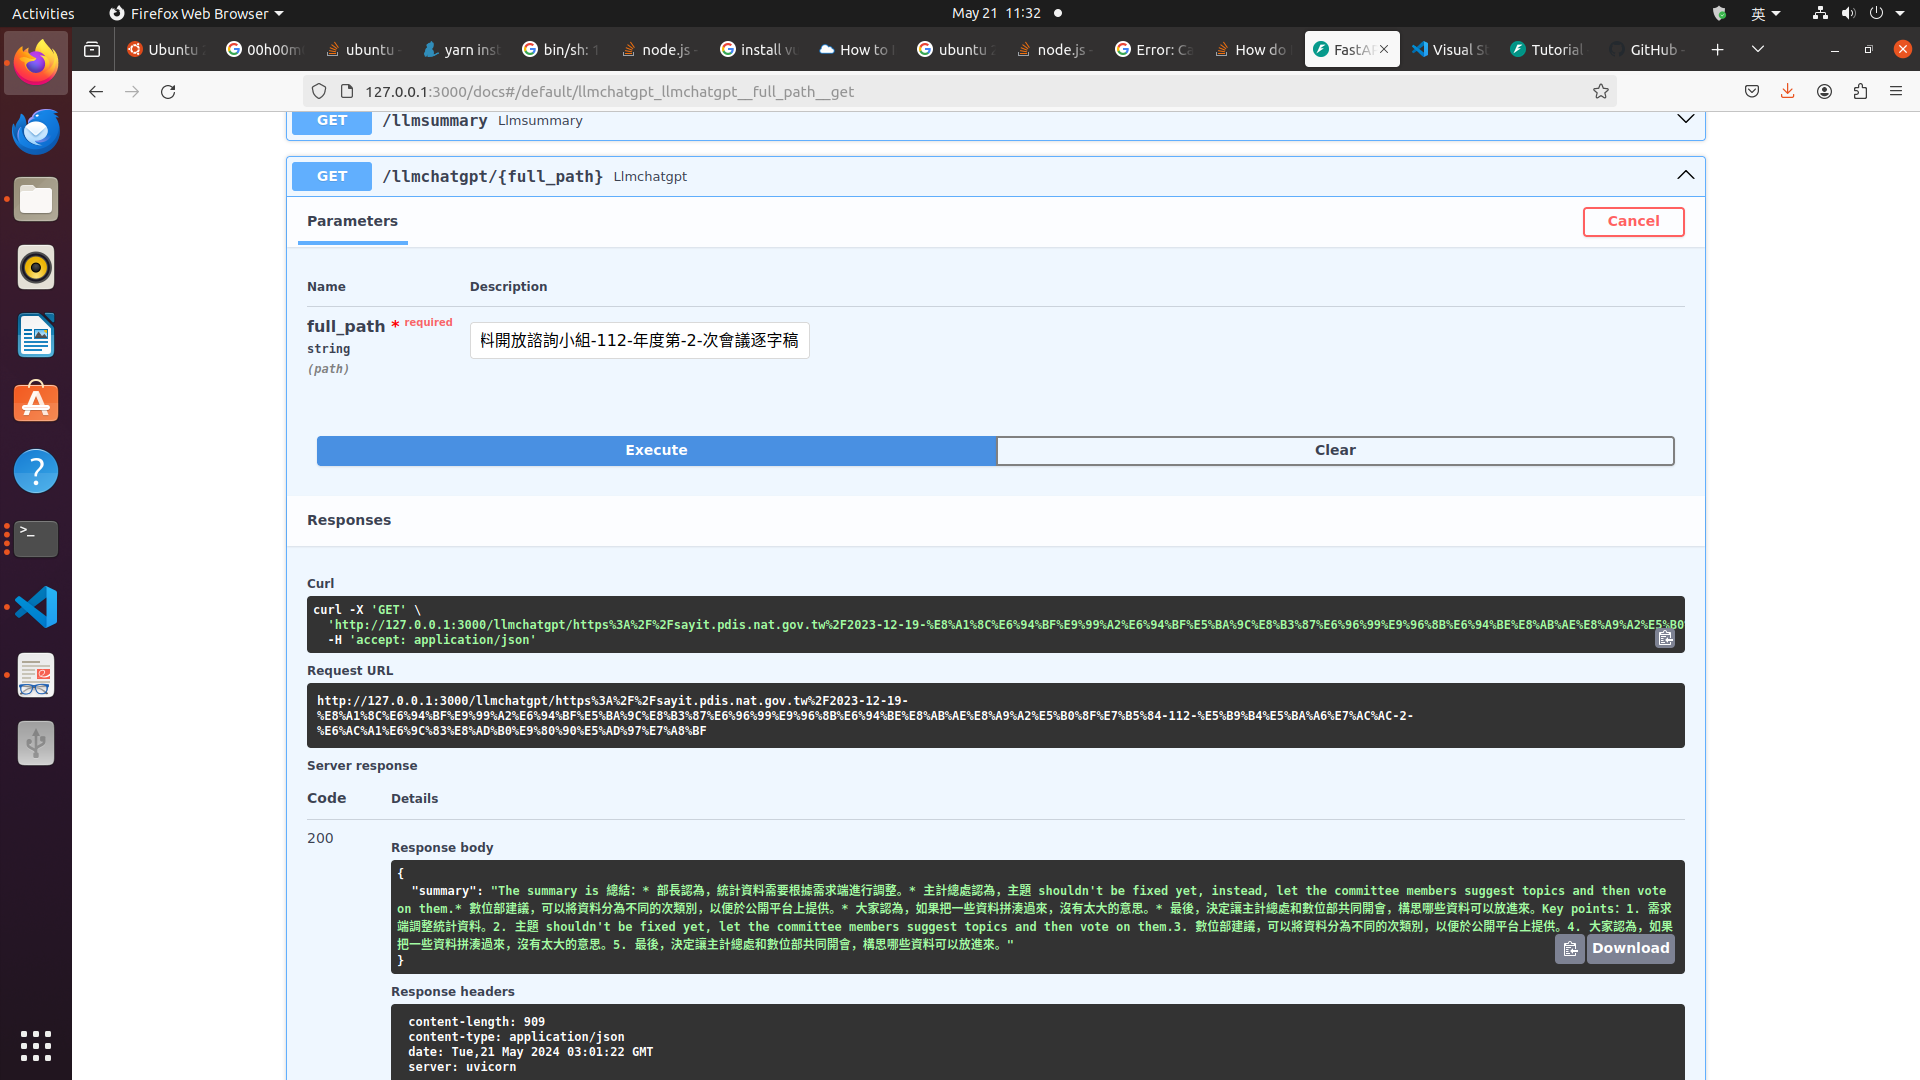 Activities
Firefox Web Browser
May 21 11:32
英
Ubuntu
00h00m
ubuntu
yarn inst
bin/sh: 1
node.js
install vu
How to
ubuntu 2
node.js -
Error: Ca
How do
FastA
Visual St
Tutorial
GitHub -
127.0.0.1:3000/docs#/default/llmchatgpt_llmchatgpt__full_path__get
GET /llmsummary Llmsummary
GET /llmchatgpt/{full_path} Llmchatgpt
Parameters
Cancel
Name Description
full_path * required
string
(path)
料開放諮詢小組-112-年度第-2-次會議逐字稿
Execute
Clear
Responses
Curl
curl -X 'GET' \
'http://127.0.0.1:3000/llmchatgpt/https%3A%2F%2Fsayit.pdis.nat.gov.tw%2F2023-12-19-%E8%A1%8C%E6%94%BF%E9%99%A2%E6%94%BF%E5%BA%9C%E8%B3%87%E6%96%99%E9%96%8B%E6%94%BE%E8%AB%AE%E8%A9%A2%E5%B0
-H 'accept: application/json'
Request URL
http://127.0.0.1:3000/llmchatgpt/https%3A%2F%2Fsayit.pdis.nat.gov.tw%2F2023-12-19-
%E8%A1%8C%E6%94%BF%E9%99%A2%E6%94%BF%E5%BA%9C%E8%B3%87%E6%96%99%E9%96%8B%E6%94%BE%E8%AB%AE%E8%A9%A2%E5%B0%8F%E7%B5%84-112-%E5%B9%B4%E5%BA%A6%E7%AC%AC-2-
%E6%AC%A1%E6%9C%83%E8%AD%B0%E9%80%90%E5%AD%97%E7%A8%BF
Server response
Code Details
200
Response body
{
"summary": "The summary is 總結：* 部長認為，統計資料需要根據需求端進行調整。* 主計總處認為，主題 shouldn't be fixed yet, instead, let the committee members suggest topics and then vote
on them.* 數位部建議，可以將資料分為不同的次類別，以便於公開平台上提供。* 大家認為，如果把一些資料拼湊過來，沒有太大的意思。* 最後，決定讓主計總處和數位部共同開會，構思哪些資料可以放進來。Key points：1. 需求
端調整統計資料。2. 主題 shouldn't be fixed yet, let the committee members suggest topics and then vote on them.3. 數位部建議，可以將資料分為不同的次類別，以便於公開平台上提供。4. 大家認為，如果
把一些資料拼湊過來，沒有太大的意思。5. 最後，決定讓主計總處和數位部共同開會，構思哪些資料可以放進來。"
}
Download
Response headers
content-length: 909
content-type: application/json
date: Tue,21 May 2024 03:01:22 GMT
server: uvicorn